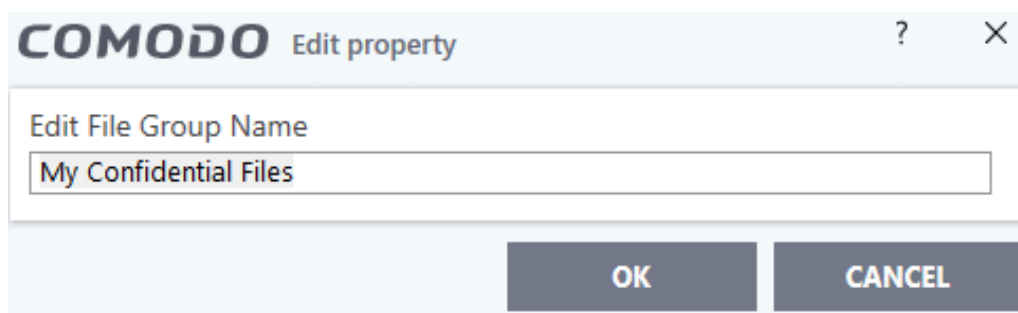 COMODO Edit property ?
Edit File Group Name
My Confidential Files
OK CANCEL